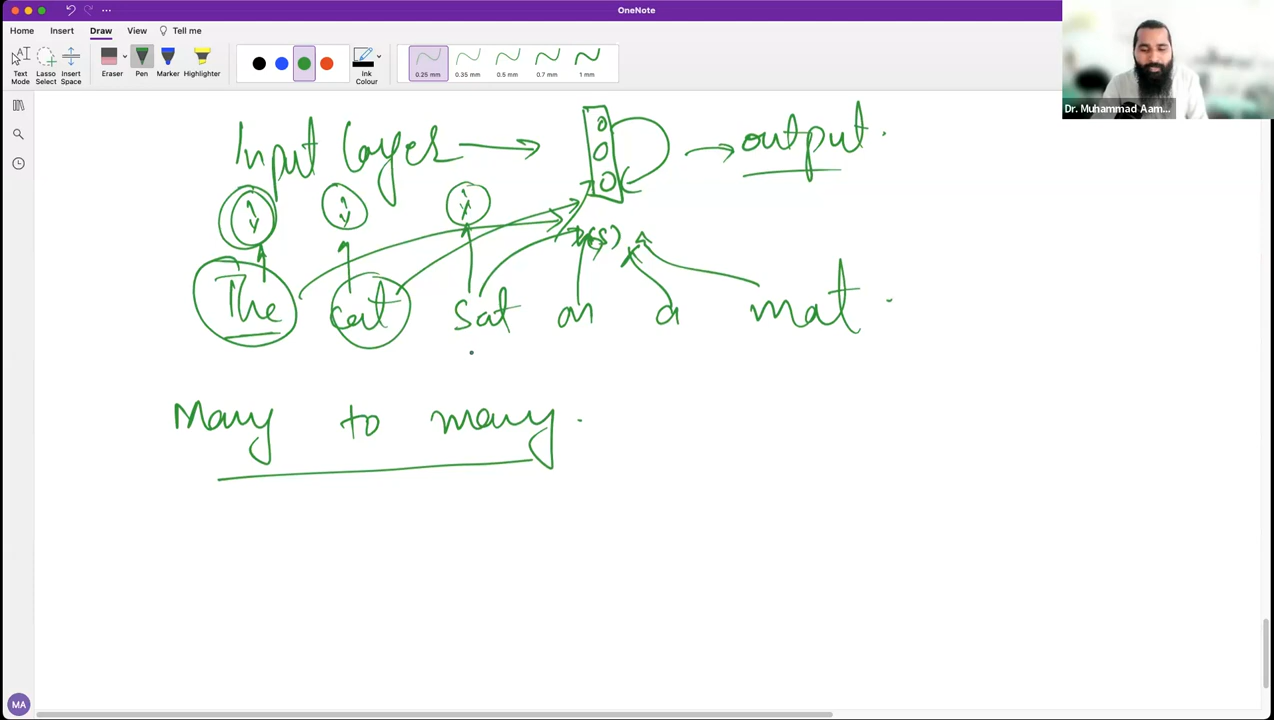 OneNote
Home Insert Draw View Tell me
Text Mode Lasso Select Insert Space Eraser Pen Marker Highlighter Ink Colour 0.25 mm 0.35 mm 0.5 mm 0.7 mm 1 mm
Dr. Muhammad Aam...
Input layer → → output.
ŷ ŷ ŷ
The cat sat on a mat.
Many to many.
MA